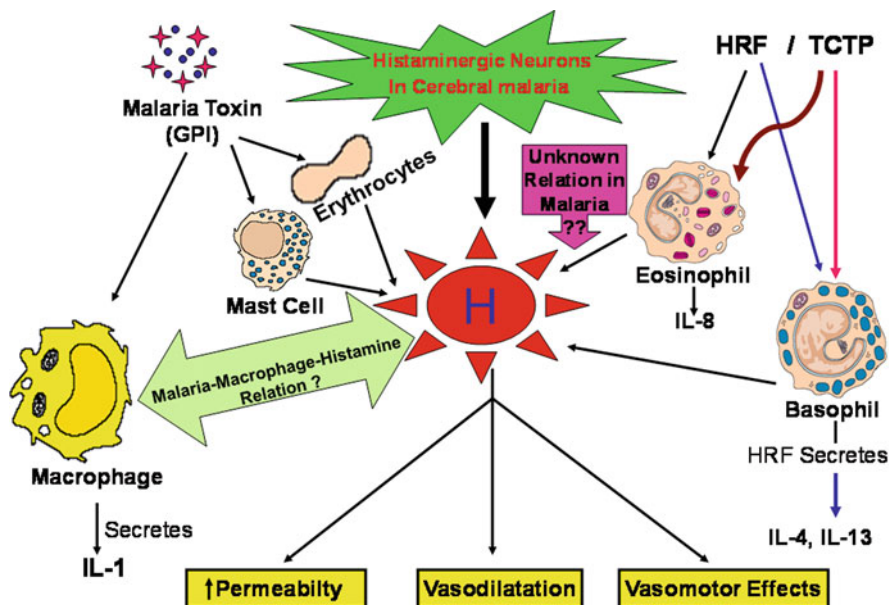 Malaria Toxin
(GPI)
Histaminergic Neurons
In Cerebral malaria
HRF / TCTP
Erythrocytes
Unknown
Relation in
Malaria
??
Mast Cell
Eosinophil
IL-8
H
Malaria-Macrophage-Histamine
Relation ?
Macrophage
Secretes
IL-1
Basophil
HRF Secretes
IL-4, IL-13
↑Permeabilty
Vasodilatation
Vasomotor Effects